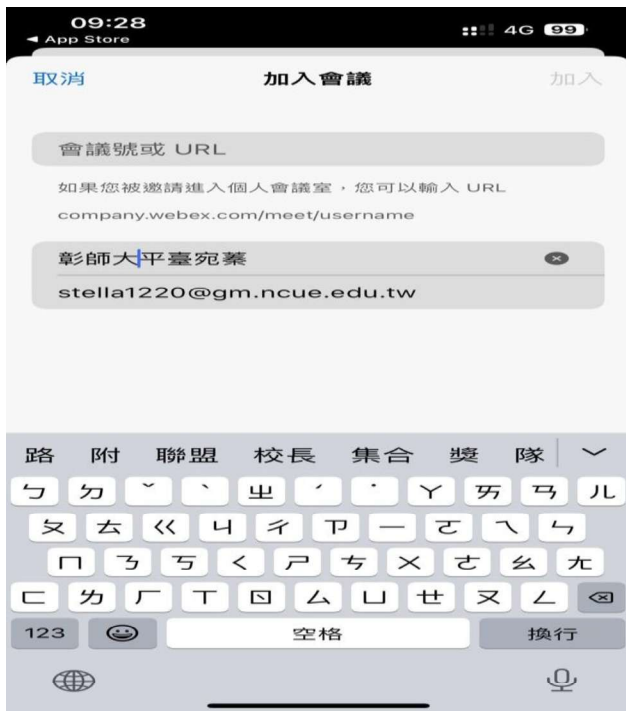 09:28
4G 99
◀ App Store
取消 加入會議 加入
會議號或 URL
如果您被邀請進入個人會議室，您可以輸入 URL
company.webex.com/meet/username
彰師大平臺宛蓁
stella1220@gm.ncue.edu.tw
路 附 聯盟 校長 集合 獎 隊
ㄅ ㄉ ˇ ˋ ㄓ ˊ ˙ ㄚ ㄞ ㄢ ㄦ
ㄆ ㄊ ㄍ ㄐ ㄔ ㄗ ㄧ ㄛ ㄟ ㄣ
ㄇ ㄋ ㄎ ㄑ ㄕ ㄘ ㄨ ㄜ ㄠ ㄤ
ㄈ ㄌ ㄏ ㄒ ㄖ ㄙ ㄩ ㄝ ㄡ ㄥ
123 空格 換行